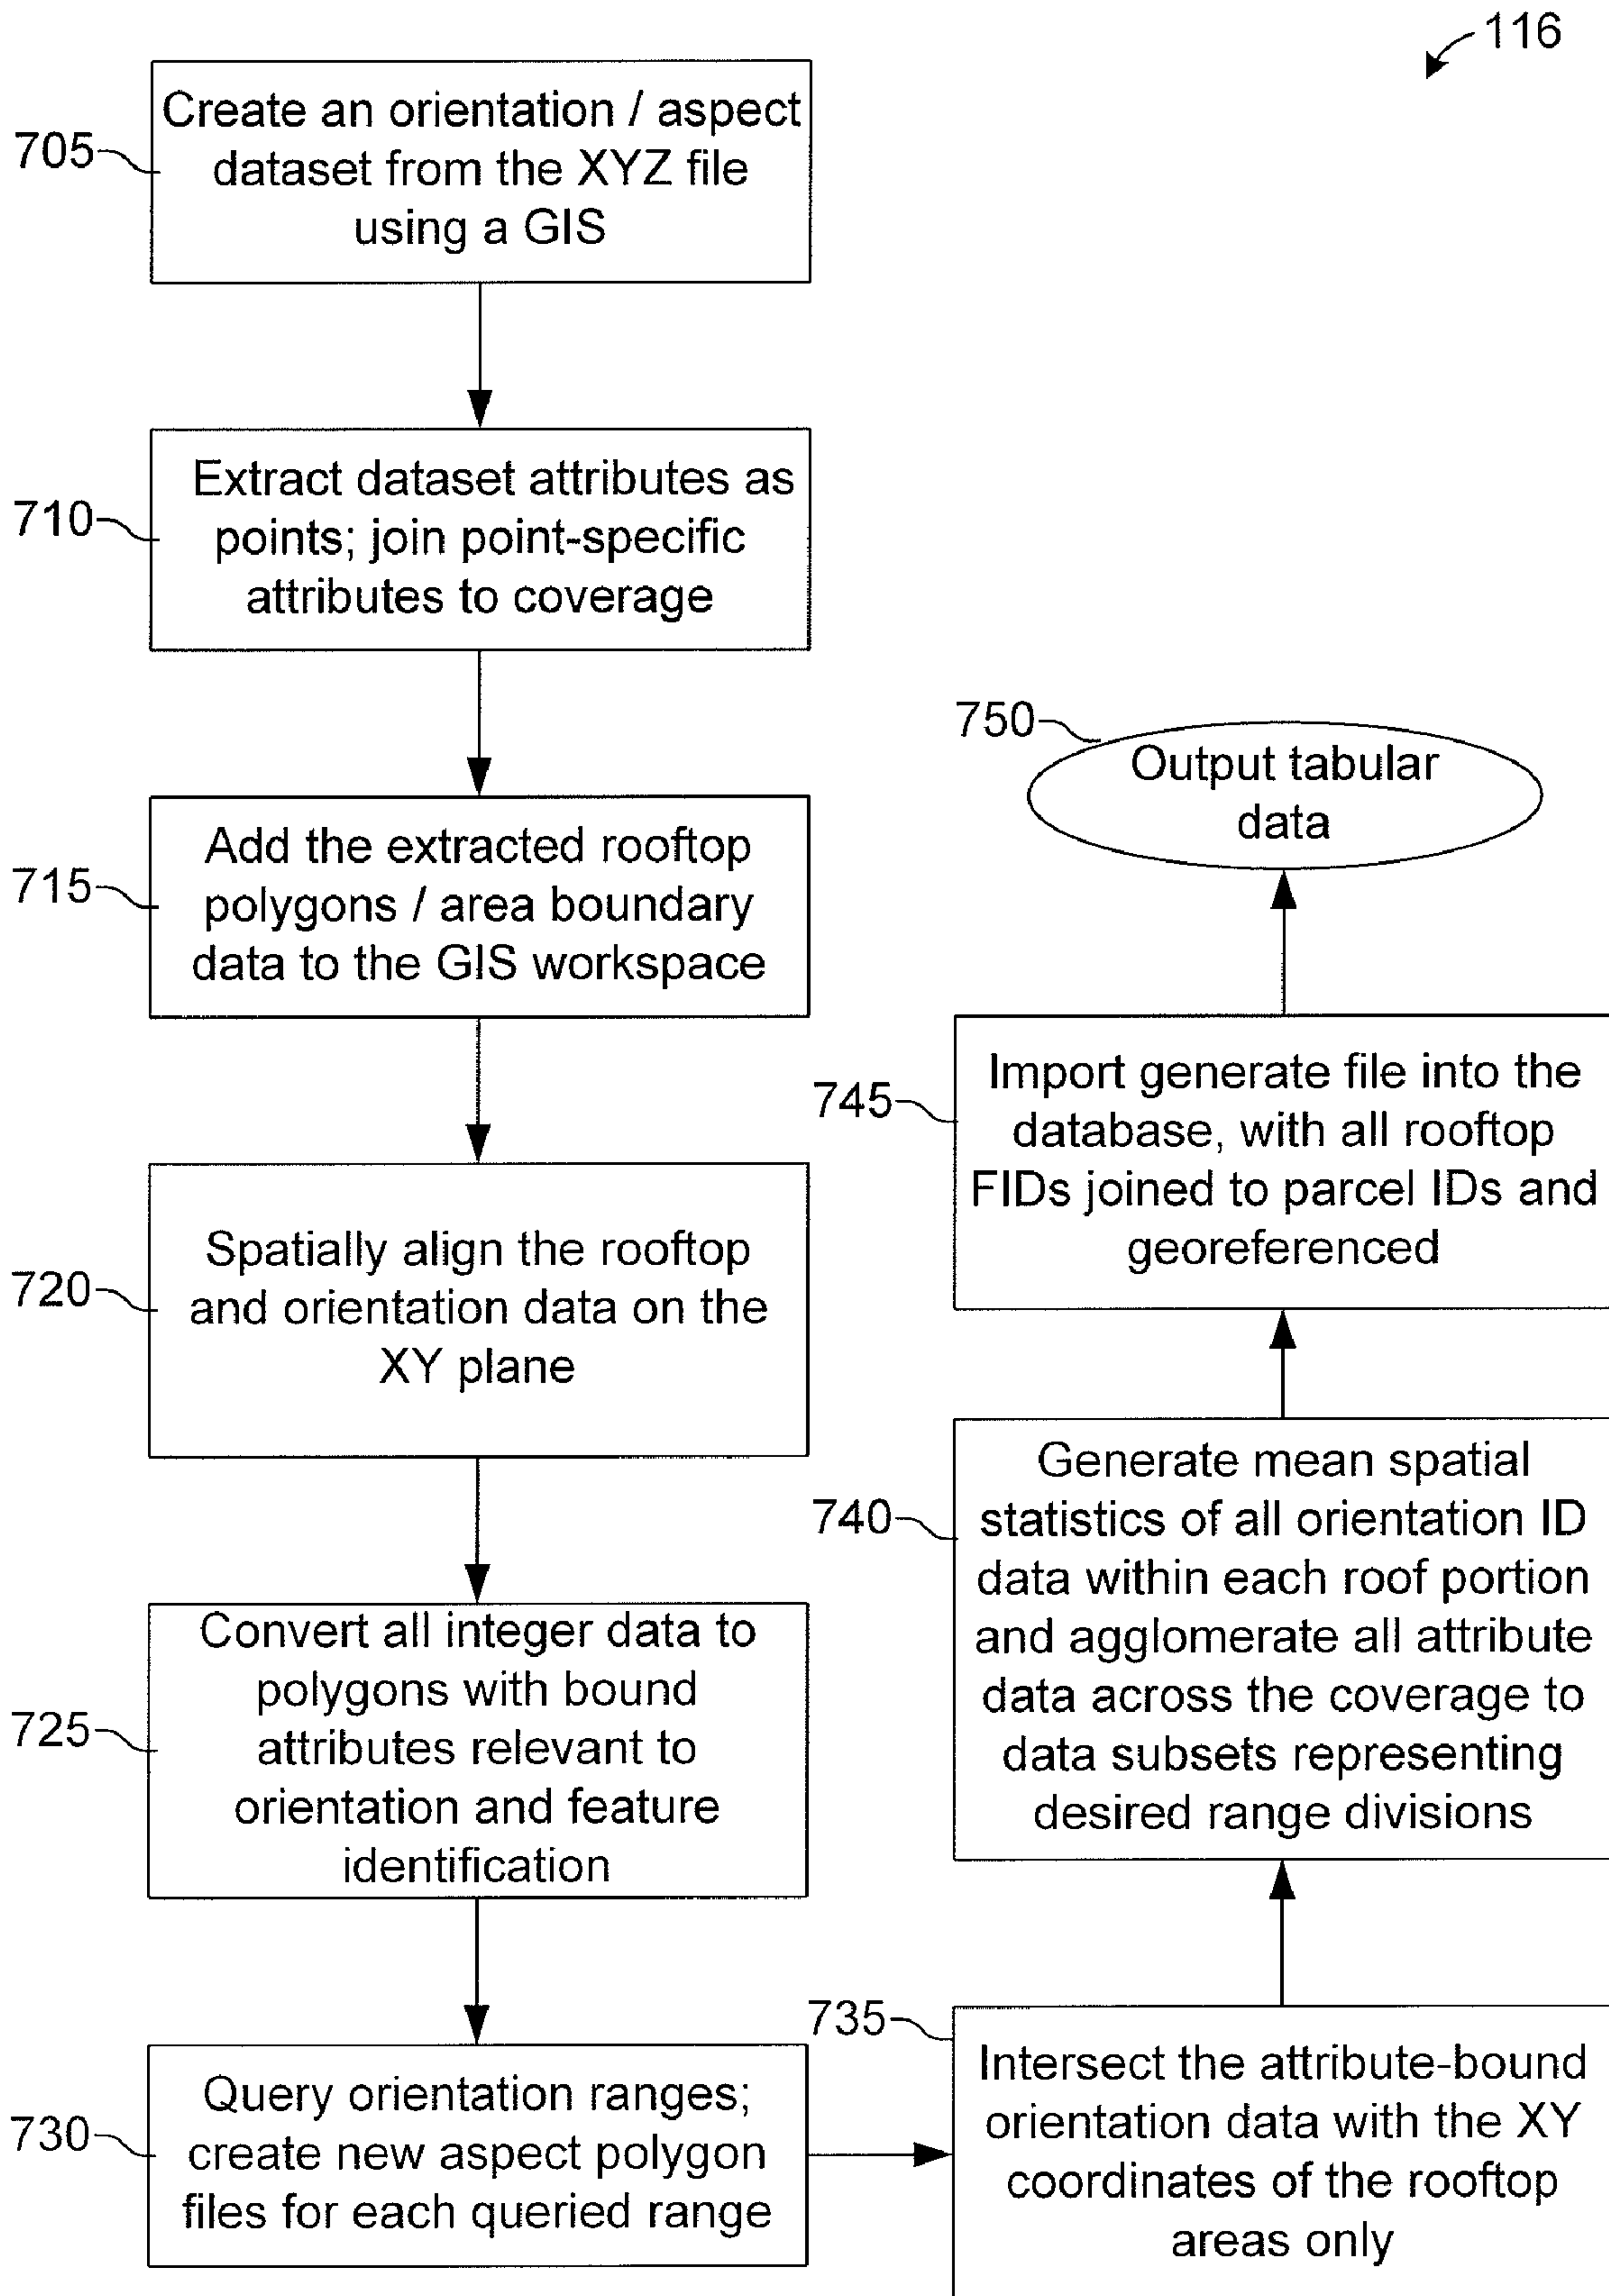 116
705
Create an orientation / aspect
dataset from the XYZ file
using a GIS
710
Extract dataset attributes as
points; join point-specific
attributes to coverage
715
Add the extracted rooftop
polygons / area boundary
data to the GIS workspace
720
Spatially align the rooftop
and orientation data on the
XY plane
725
Convert all integer data to
polygons with bound
attributes relevant to
orientation and feature
identification
730
Query orientation ranges;
create new aspect polygon
files for each queried range
735
Intersect the attribute-bound
orientation data with the XY
coordinates of the rooftop
areas only
740
Generate mean spatial
statistics of all orientation ID
data within each roof portion
and agglomerate all attribute
data across the coverage to
data subsets representing
desired range divisions
745
Import generate file into the
database, with all rooftop
FIDs joined to parcel IDs and
georeferenced
750
Output tabular
data